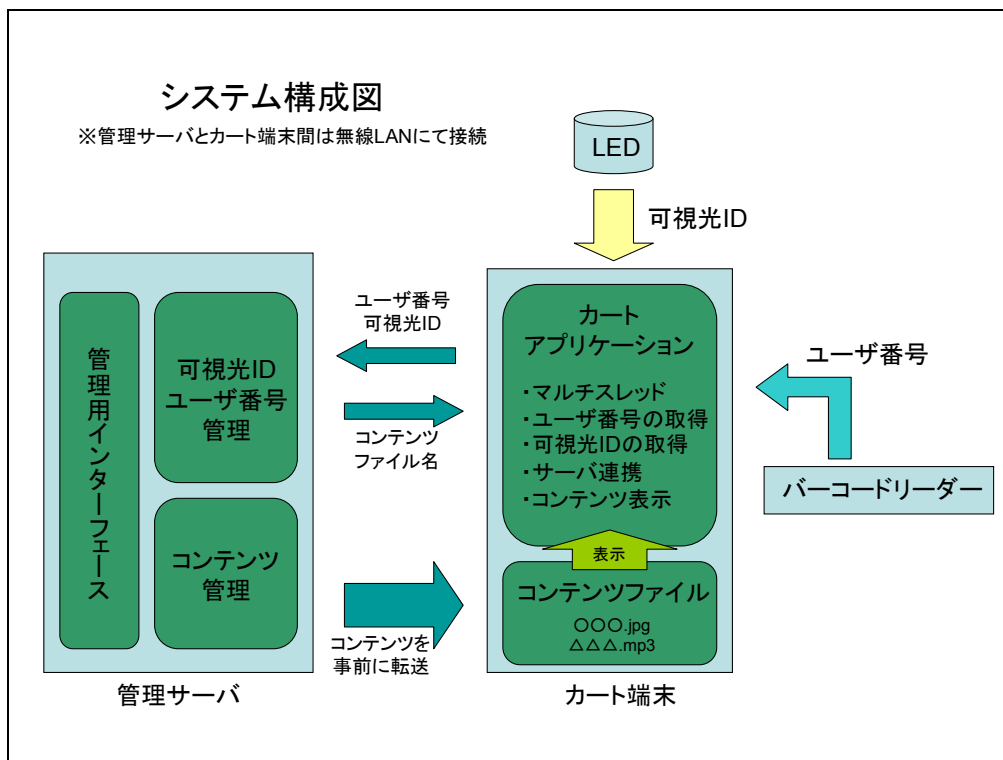 システム構成図
※管理サーバとカート端末間は無線LANにて接続
LED
可視光ID
ユーザ番号
可視光ID
コンテンツ
ファイル名
管理用インターフェース
可視光ID
ユーザ番号
管理
コンテンツ
管理
コンテンツを
事前に転送
管理サーバ
カート
アプリケーション
・マルチスレッド
・ユーザ番号の取得
・可視光IDの取得
・サーバ連携
・コンテンツ表示
表示
コンテンツファイル
○○○.jpg
△△△.mp3
カート端末
ユーザ番号
バーコードリーダー